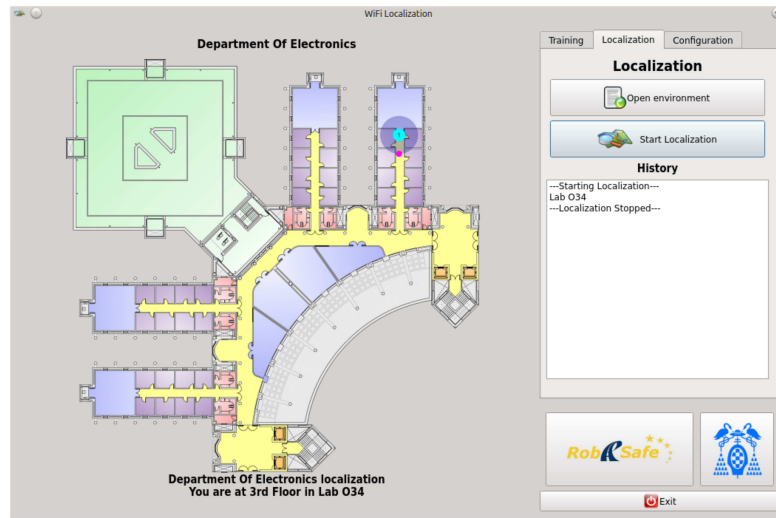 WiFi Localization
Department Of Electronics
1
Department Of Electronics localization
You are at 3rd Floor in Lab O34
Training
Localization
Configuration
Localization
Open environment
Start Localization
History
---Starting Localization---
Lab O34
---Localization Stopped---
RobeSafe
Exit